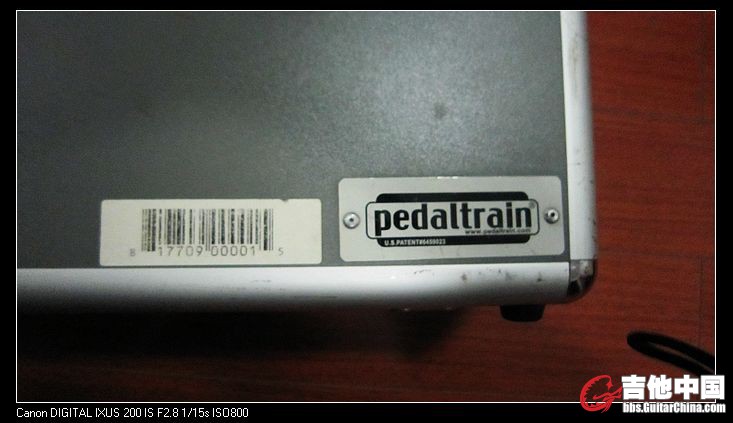 pedaltrain
www.pedaltrain.com
U.S.PATENT#6459023
8 17709 00001 5
Canon DIGITAL IXUS 200 IS F2.8 1/15s ISO800
吉他中国
bbs.GuitarChina.com